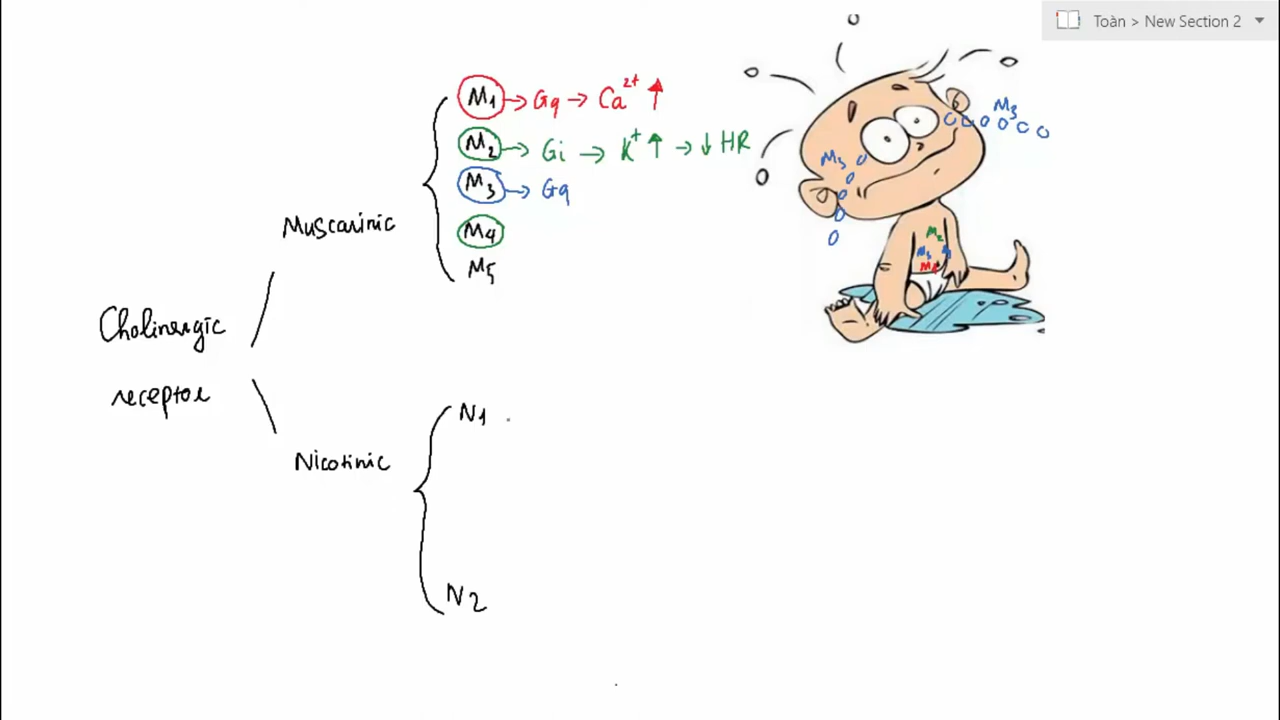 Toàn > New Section 2
M1 → Gq → Ca2+ ↑
M2 → Gi → K+ ↑ → ↓ HR
M3 → Gq
M4
M5
Muscarinic
Cholinergic
receptor
Nicotinic
N1
N2
M3
M3
M2